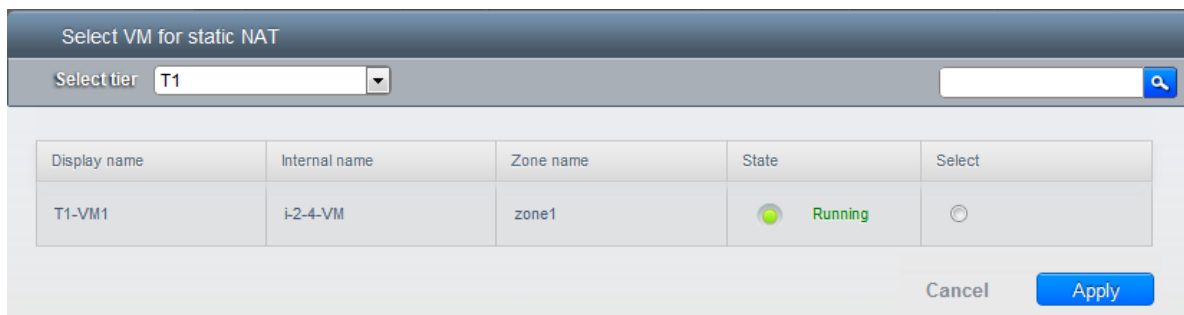 Select VM for static NAT
Select tier T1
Display name Internal name Zone name State Select
T1-VM1 i-2-4-VM zone1 Running
Cancel Apply